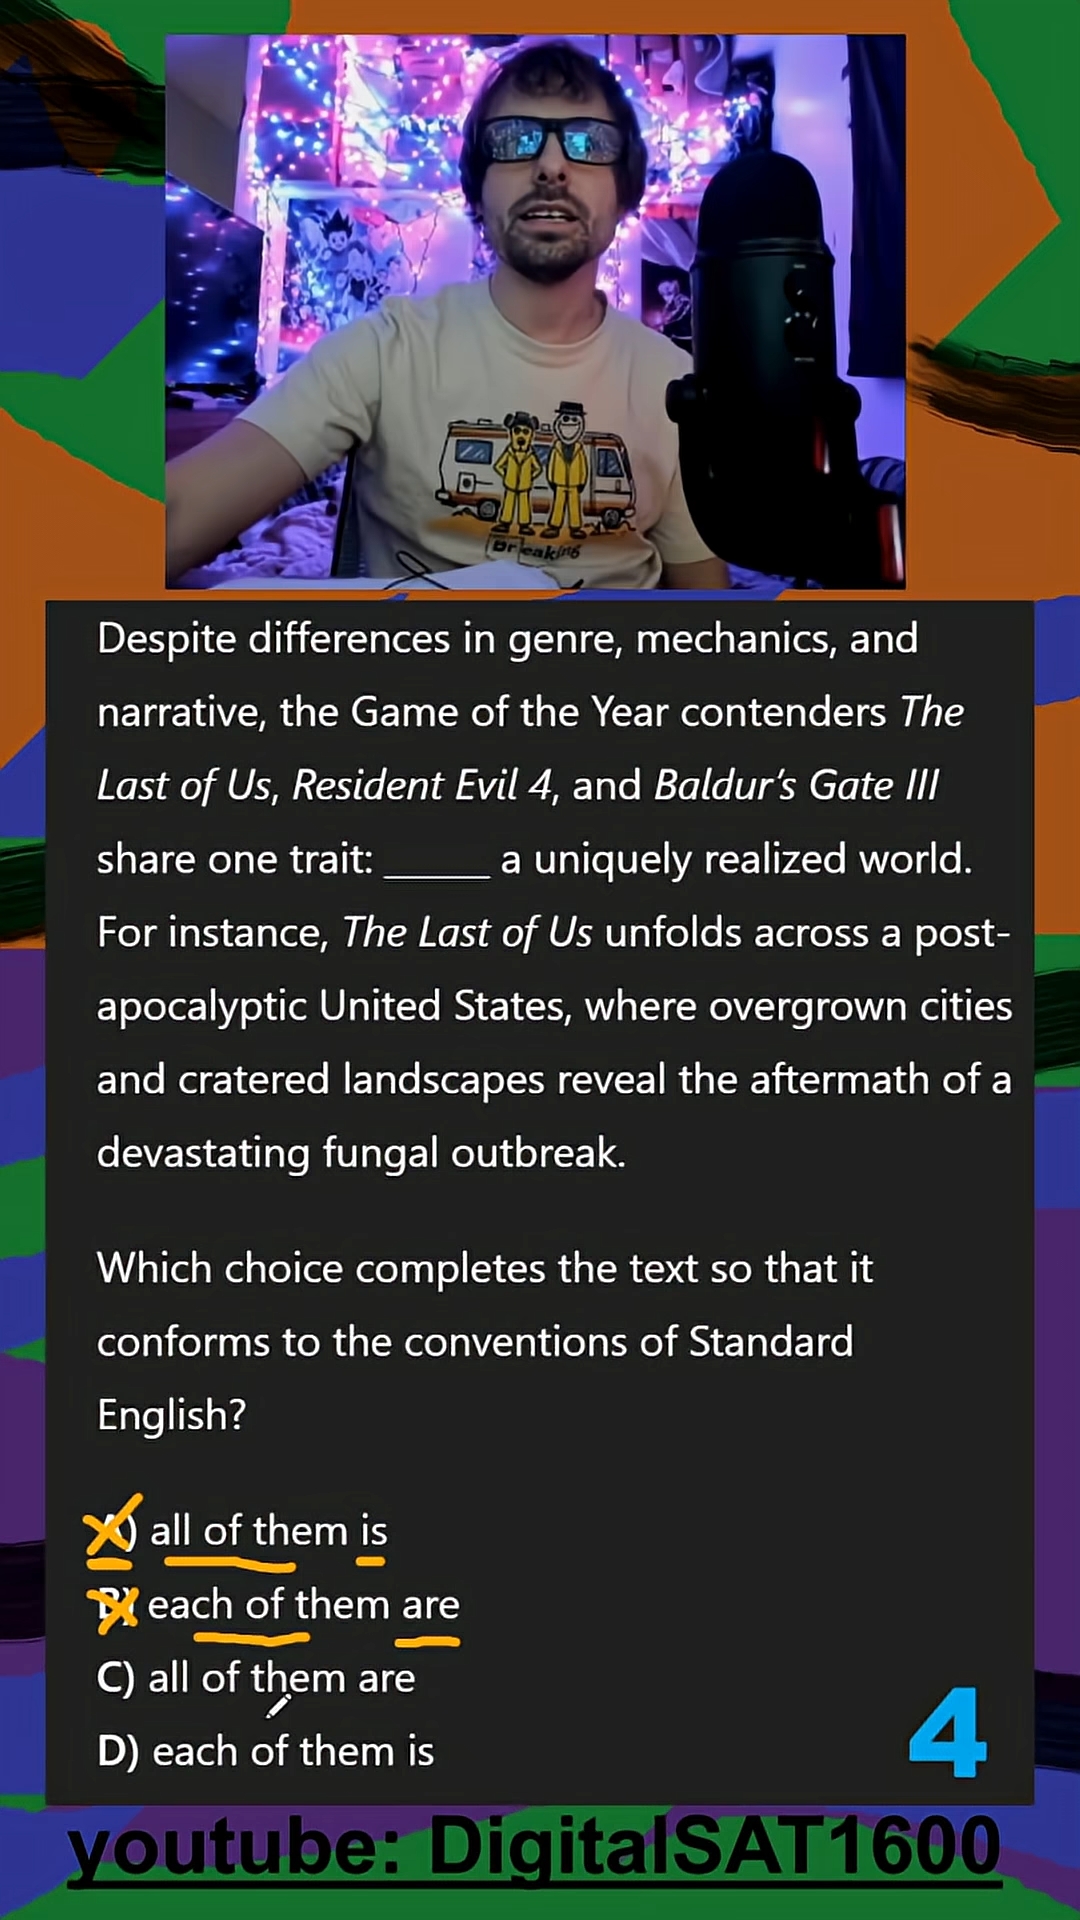 Breaking
Despite differences in genre, mechanics, and
narrative, the Game of the Year contenders The
Last of Us, Resident Evil 4, and Baldur's Gate III
share one trait: _____ a uniquely realized world.
For instance, The Last of Us unfolds across a post-
apocalyptic United States, where overgrown cities
and cratered landscapes reveal the aftermath of a
devastating fungal outbreak.
Which choice completes the text so that it
conforms to the conventions of Standard
English?
A) all of them is
B) each of them are
C) all of them are
D) each of them is
4
youtube: DigitalSAT1600